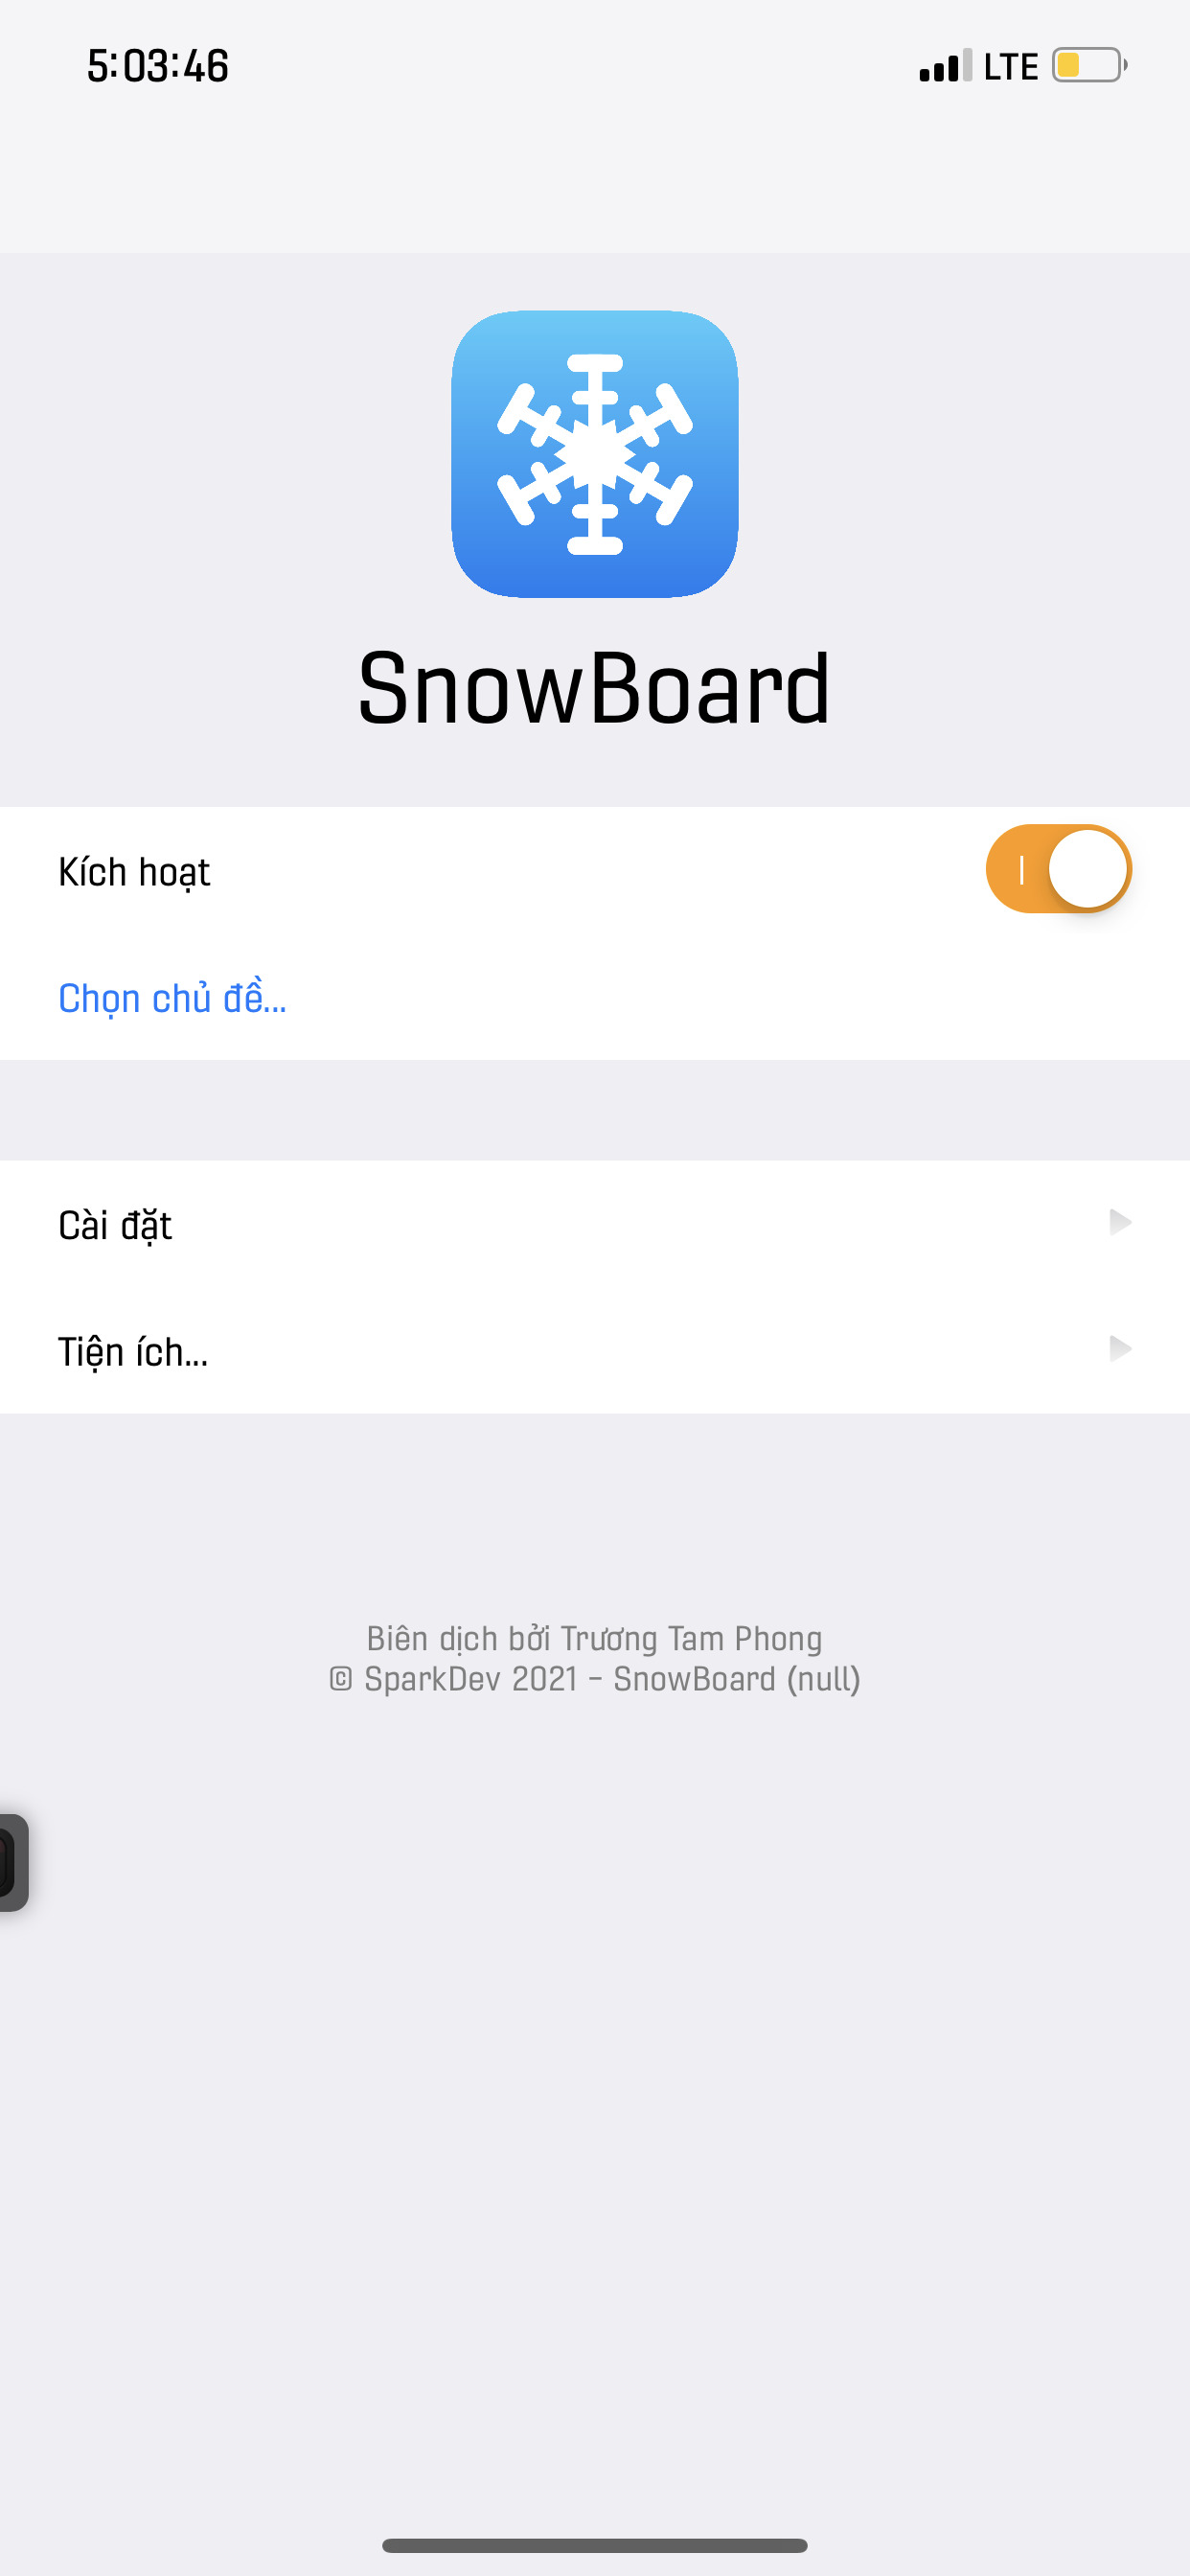 5:03:46
LTE
SnowBoard
Kích hoạt
Chọn chủ đề...
Cài đặt
Tiện ích...
Biên dịch bởi Trương Tam Phong
© SparkDev 2021 - SnowBoard (null)